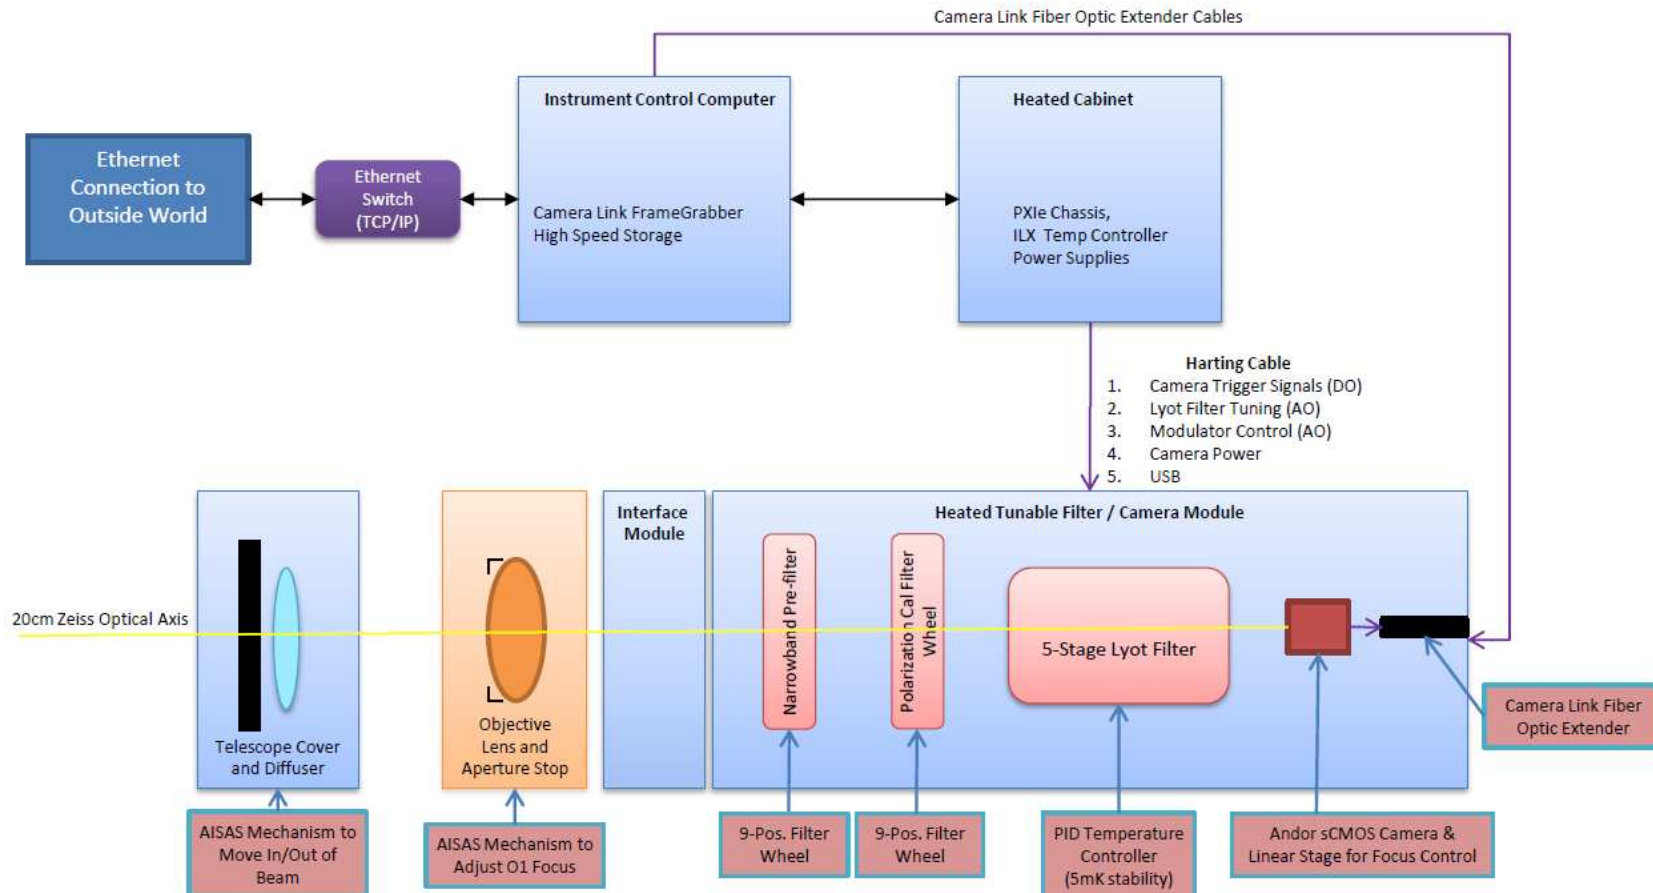 Camera Link Fiber Optic Extender Cables
Instrument Control Computer
Camera Link FrameGrabber
High Speed Storage
Heated Cabinet
PXIe Chassis,
ILX Temp Controller
Power Supplies
Ethernet
Connection to
Outside World
Ethernet
Switch
(TCP/IP)
Harting Cable
1. Camera Trigger Signals (DO)
2. Lyot Filter Tuning (AO)
3. Modulator Control (AO)
4. Camera Power
5. USB
20cm Zeiss Optical Axis
Telescope Cover
and Diffuser
Objective
Lens and
Aperture Stop
Interface
Module
Heated Tunable Filter / Camera Module
Narrowband Pre-filter
Polarization Cal Filter
Wheel
5-Stage Lyot Filter
Camera Link Fiber
Optic Extender
AISAS Mechanism to
Move In/Out of
Beam
AISAS Mechanism to
Adjust O1 Focus
9-Pos. Filter
Wheel
9-Pos. Filter
Wheel
PID Temperature
Controller
(5mK stability)
Andor sCMOS Camera &
Linear Stage for Focus Control